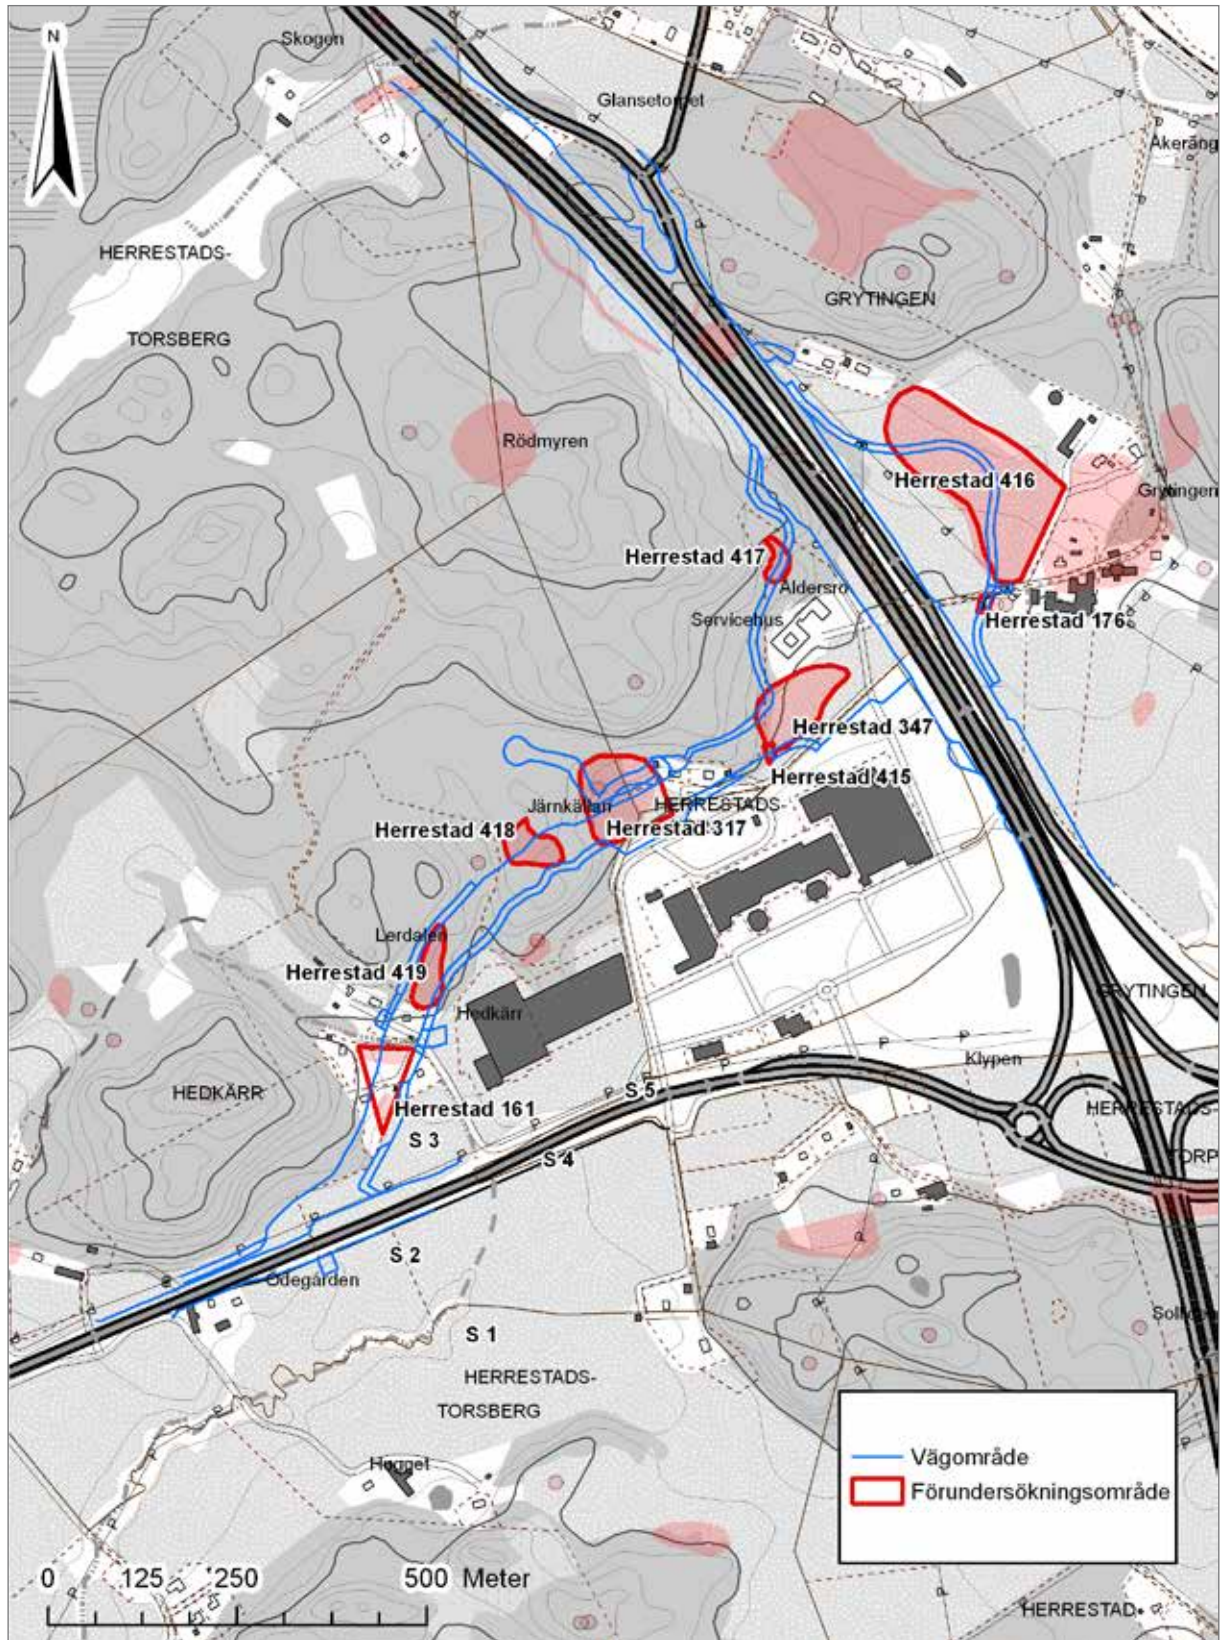 N
Skogen
Glansetorpet
Åkeräng
HERRESTADS-
TORSBERG
GRYTINGEN
Rödmyren
Herrestad 416
Grytingen
Herrestad 417
Åldersro
Servicehus
Herrestad 176
Herrestad 347
Herrestad 415
Järnkällan
HERRESTADS-
Herrestad 418
Herrestad 317
Lerdalen
Herrestad 419
Hedkärr
GRYTINGEN
Klypen
HEDKÄRR
S 5
Herrestad 161
HERRESTADS-
S 3
S 4
TORP
S 2
Ödegården
S 1
HERRESTADS-
TORSBERG
Hugget
Vägområde
Förundersökningsområde
0 125 250 500 Meter
HERRESTAD